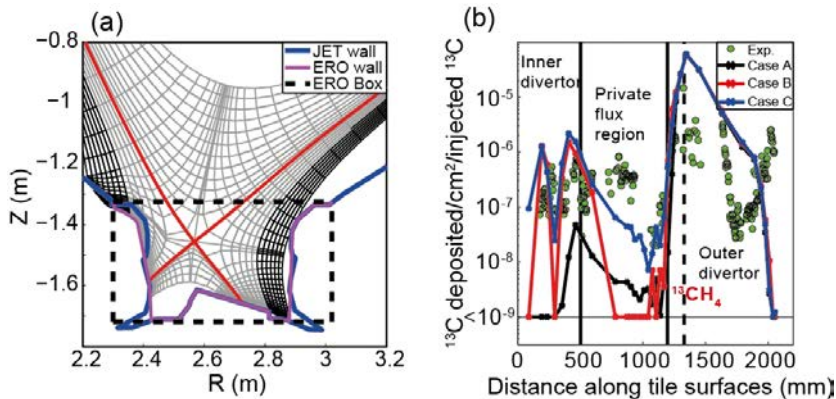 (a)
−0.8
−1
−1.2
−1.4
−1.6
Z (m)
2.2 2.4 2.6 2.8 3 3.2
R (m)
JET wall
ERO wall
ERO Box
(b)
10-5
10-6
10-7
10-8
<10-9
13C deposited/cm2/injected 13C
Inner
divertor
Private
flux
region
Exp.
Case A
Case B
Case C
Outer
divertor
13CH4
0 500 1000 1500 2000
Distance along tile surfaces (mm)